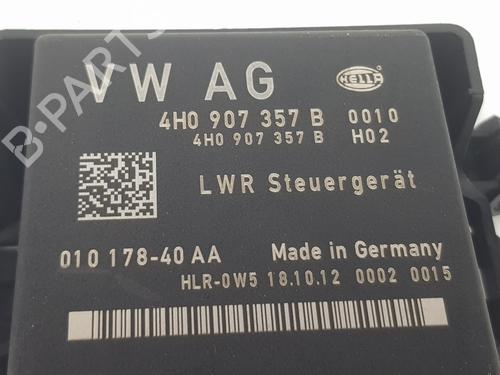 B-PARTS
VW AG
HELLA
4H0 907 357 B 0010
4H0 907 357 B H02
LWR Steuergerät
010 178-40 AA Made in Germany
HLR-0W5 18.10.12 0002 0015